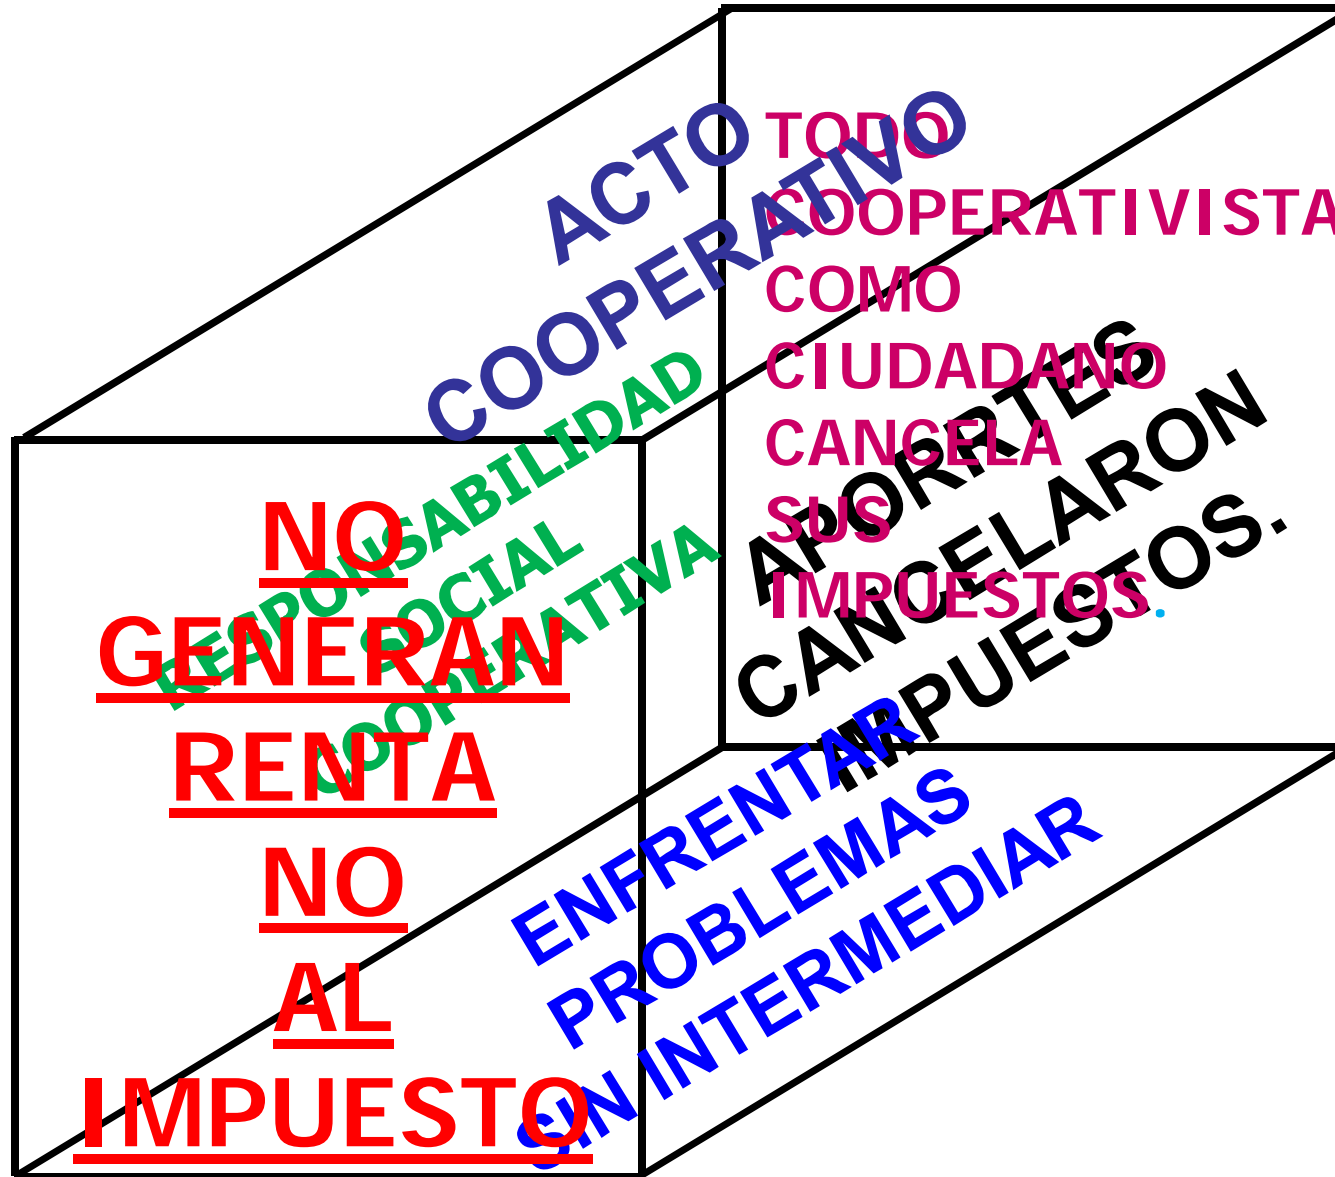 ACTO
COOPERATIVO
TODO
COOPERATIVISTA
COMO
CIUDADANO
CANCELA
SUS
IMPUESTOS.
RESPONSABILIDAD
SOCIAL
COOPERATIVA
APORRTES
CANCELARON
IMPUESTOS.
NO
GENERAN
RENTA
NO
AL
IMPUESTO
ENFRENTAR
PROBLEMAS
SIN INTERMEDIAR